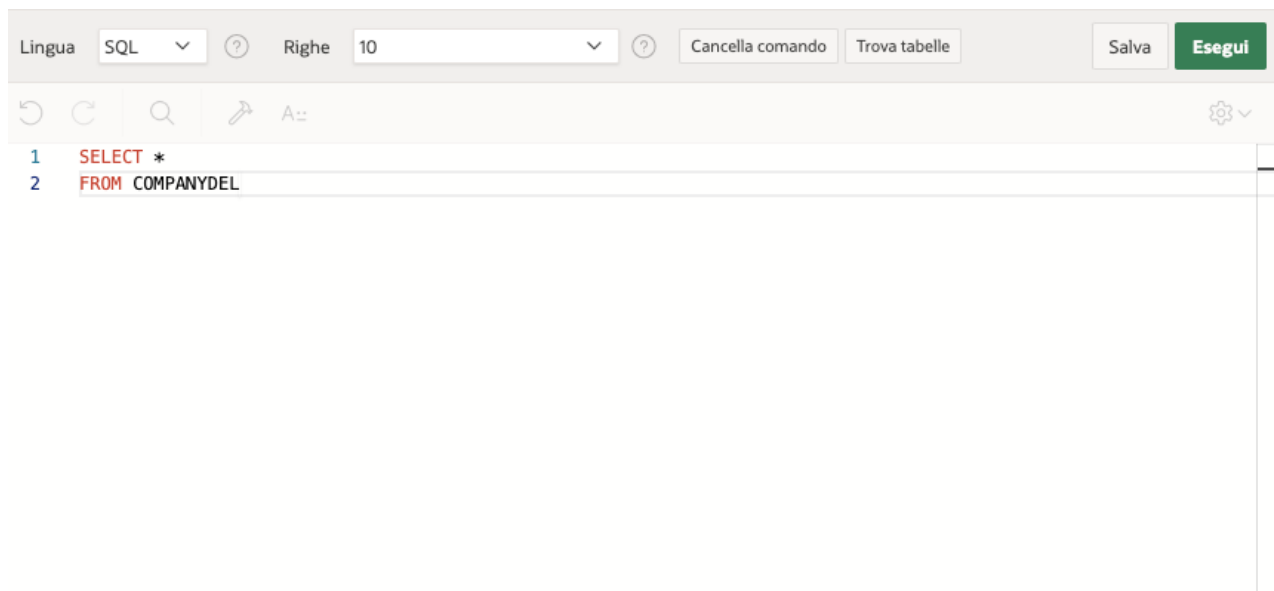 Lingua SQL ? Righe 10 ? Cancella comando Trova tabelle Salva Esegui
A::
1 SELECT *
2 FROM COMPANYDEL